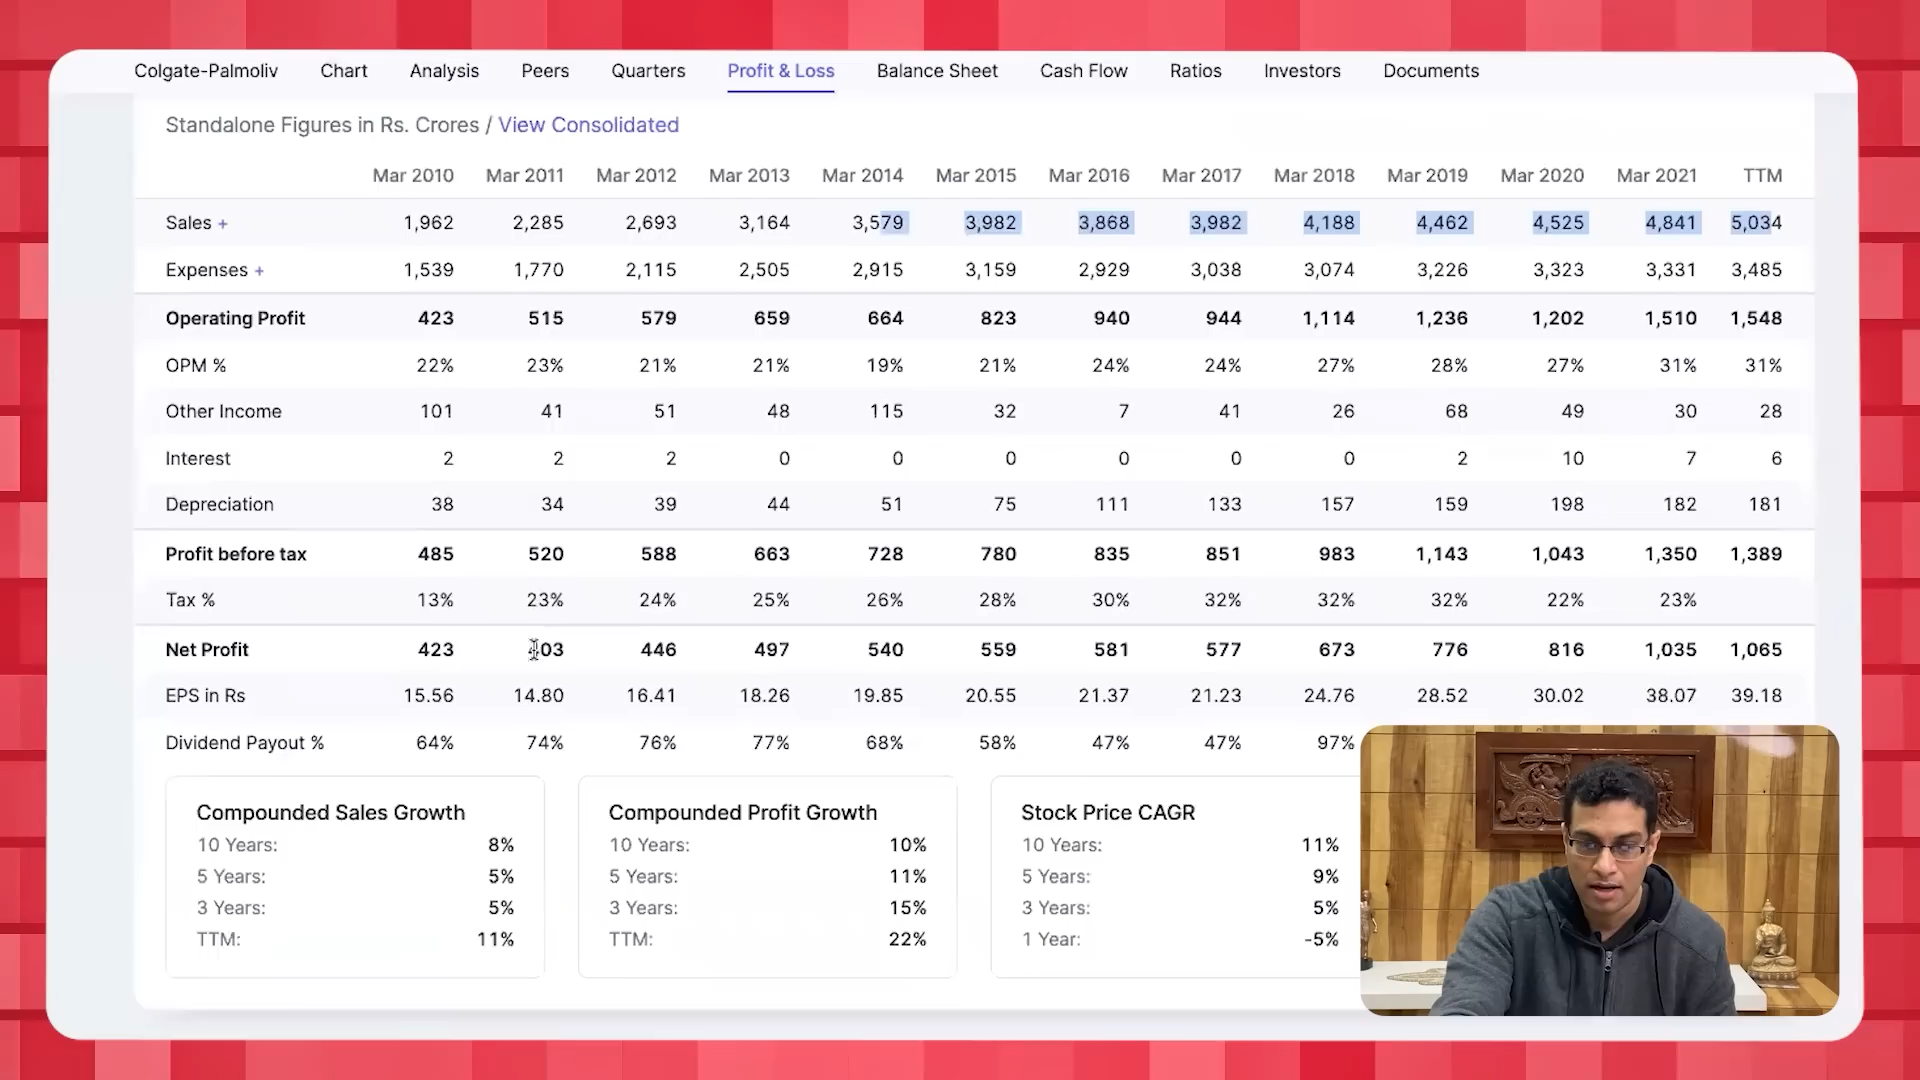 Colgate-Palmoliv Chart Analysis Peers Quarters Profit & Loss Balance Sheet Cash Flow Ratios Investors Documents
Standalone Figures in Rs. Crores / View Consolidated
Mar 2010 Mar 2011 Mar 2012 Mar 2013 Mar 2014 Mar 2015 Mar 2016 Mar 2017 Mar 2018 Mar 2019 Mar 2020 Mar 2021 TTM
Sales + 1,962 2,285 2,693 3,164 3,579 3,982 3,868 3,982 4,188 4,462 4,525 4,841 5,034
Expenses + 1,539 1,770 2,115 2,505 2,915 3,159 2,929 3,038 3,074 3,226 3,323 3,331 3,485
Operating Profit 423 515 579 659 664 823 940 944 1,114 1,236 1,202 1,510 1,548
OPM % 22% 23% 21% 21% 19% 21% 24% 24% 27% 28% 27% 31% 31%
Other Income 101 41 51 48 115 32 7 41 26 68 49 30 28
Interest 2 2 2 0 0 0 0 0 0 2 10 7 6
Depreciation 38 34 39 44 51 75 111 133 157 159 198 182 181
Profit before tax 485 520 588 663 728 780 835 851 983 1,143 1,043 1,350 1,389
Tax % 13% 23% 24% 25% 26% 28% 30% 32% 32% 32% 22% 23%
Net Profit 423 403 446 497 540 559 581 577 673 776 816 1,035 1,065
EPS in Rs 15.56 14.80 16.41 18.26 19.85 20.55 21.37 21.23 24.76 28.52 30.02 38.07 39.18
Dividend Payout % 64% 74% 76% 77% 68% 58% 47% 47% 97%
Compounded Sales Growth
10 Years: 8%
5 Years: 5%
3 Years: 5%
TTM: 11%
Compounded Profit Growth
10 Years: 10%
5 Years: 11%
3 Years: 15%
TTM: 22%
Stock Price CAGR
10 Years: 11%
5 Years: 9%
3 Years: 5%
1 Year: -5%